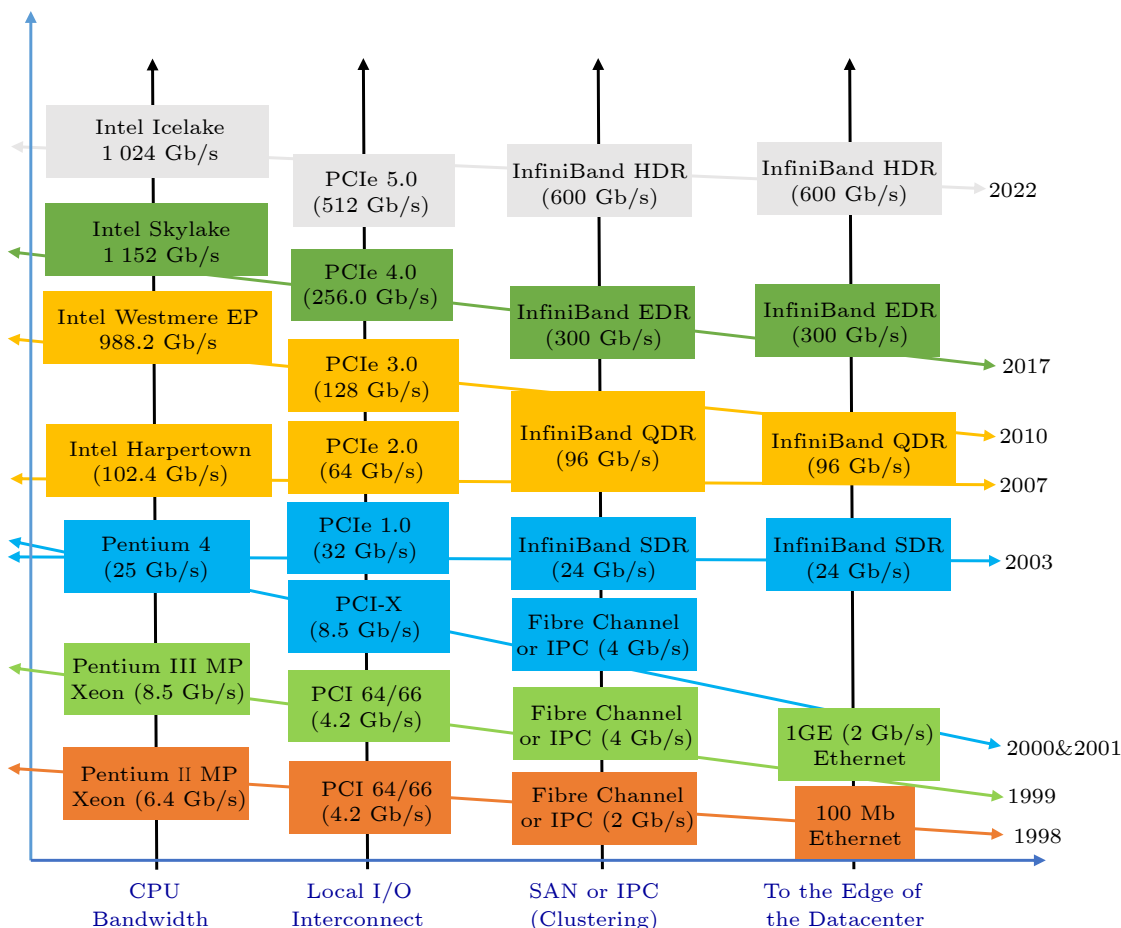 Intel Icelake
1 024 Gb/s
PCIe 5.0
(512 Gb/s)
InfiniBand HDR
(600 Gb/s)
InfiniBand HDR
(600 Gb/s)
2022
Intel Skylake
1 152 Gb/s
PCIe 4.0
(256.0 Gb/s)
InfiniBand EDR
(300 Gb/s)
InfiniBand EDR
(300 Gb/s)
2017
Intel Westmere EP
988.2 Gb/s
PCIe 3.0
(128 Gb/s)
2010
Intel Harpertown
(102.4 Gb/s)
PCIe 2.0
(64 Gb/s)
InfiniBand QDR
(96 Gb/s)
InfiniBand QDR
(96 Gb/s)
2007
Pentium 4
(25 Gb/s)
PCIe 1.0
(32 Gb/s)
InfiniBand SDR
(24 Gb/s)
InfiniBand SDR
(24 Gb/s)
2003
PCI-X
(8.5 Gb/s)
Fibre Channel
or IPC (4 Gb/s)
2000&2001
Pentium III MP
Xeon (8.5 Gb/s)
PCI 64/66
(4.2 Gb/s)
Fibre Channel
or IPC (4 Gb/s)
1GE (2 Gb/s)
Ethernet
1999
Pentium II MP
Xeon (6.4 Gb/s)
PCI 64/66
(4.2 Gb/s)
Fibre Channel
or IPC (2 Gb/s)
100 Mb
Ethernet
1998
CPU
Bandwidth
Local I/O
Interconnect
SAN or IPC
(Clustering)
To the Edge of
the Datacenter